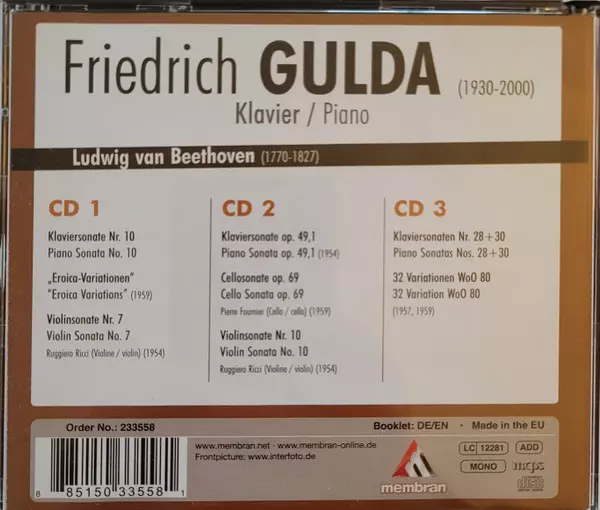 Friedrich GULDA (1930-2000)
Klavier / Piano
Ludwig van Beethoven (1770-1827)
CD 1
Klaviersonate Nr. 10
Piano Sonata No. 10
„Eroica-Variationen"
"Eroica Variations" (1959)
Violinsonate Nr. 7
Violin Sonata No. 7
Ruggiero Ricci (Violine / violin) (1954)
CD 2
Klaviersonate op. 49,1
Piano Sonata op. 49,1 (1954)
Cellosonate op. 69
Cello Sonata op. 69
Pierre Fournier (Cello / cello) (1959)
Violinsonate Nr. 10
Violin Sonata No. 10
Ruggiero Ricci (Violine / violin) (1954)
CD 3
Klaviersonaten Nr. 28+30
Piano Sonatas Nos. 28+30
32 Variationen WoO 80
32 Variation WoO 80
(1957, 1959)
Order No.: 233558
Booklet: DE/EN · Made in the EU
8 85150 33558 1
www.membran.net · www.membran-online.de
Frontpicture: www.interfoto.de
membran
LC 12281
ADD
MONO
mcps
COMPACT
disc
DIGITAL AUDIO